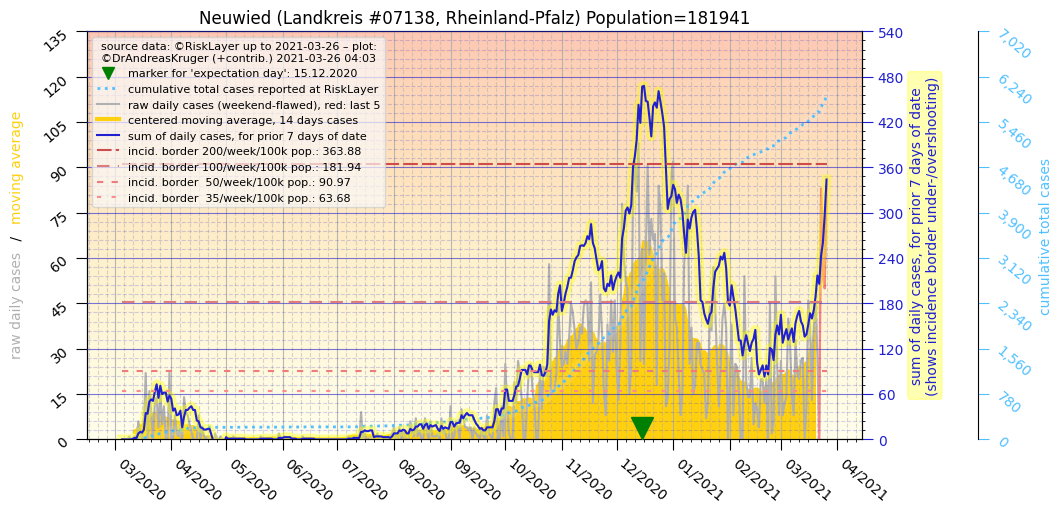 Neuwied (Landkreis #07138, Rheinland-Pfalz) Population=181941
source data: ©RiskLayer up to 2021-03-26 – plot:
©DrAndreasKruger (+contrib.) 2021-03-26 04:03
marker for 'expectation day': 15.12.2020
cumulative total cases reported at RiskLayer
raw daily cases (weekend-flawed), red: last 5
centered moving average, 14 days cases
sum of daily cases, for prior 7 days of date
incid. border 200/week/100k pop.: 363.88
incid. border 100/week/100k pop.: 181.94
incid. border  50/week/100k pop.: 90.97
incid. border  35/week/100k pop.: 63.68
raw daily cases  /  moving average
135
120
105
90
75
60
45
30
15
0
03/2020
04/2020
05/2020
06/2020
07/2020
08/2020
09/2020
10/2020
11/2020
12/2020
01/2021
02/2021
03/2021
04/2021
540
480
420
360
300
240
180
120
60
0
sum of daily cases, for prior 7 days of date
(shows incidence border under-/overshooting)
7,020
6,240
5,460
4,680
3,900
3,120
2,340
1,560
780
0
cumulative total cases